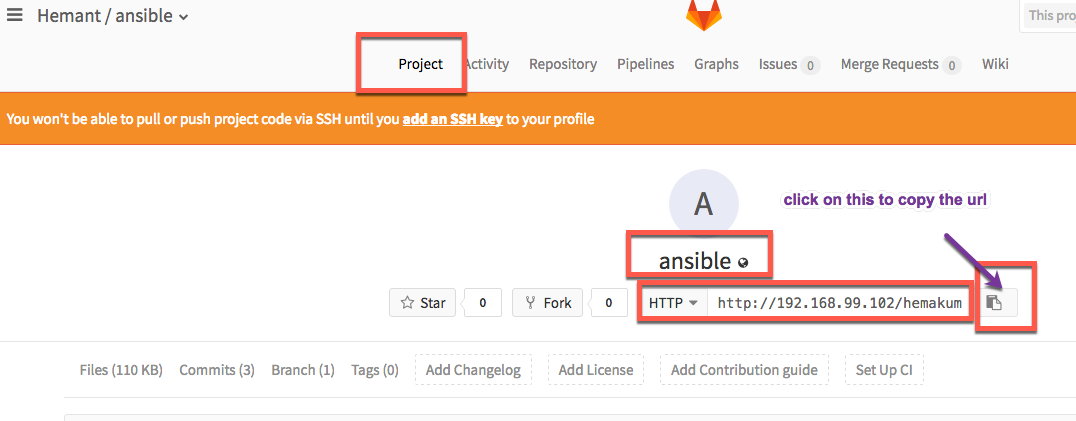 Hemant / ansible
This pro
Project Activity Repository Pipelines Graphs Issues 0 Merge Requests 0 Wiki
You won't be able to pull or push project code via SSH until you add an SSH key to your profile
A
click on this to copy the url
ansible
Star 0 Fork 0 HTTP http://192.168.99.102/hemakum
Files (110 KB) Commits (3) Branch (1) Tags (0) Add Changelog Add License Add Contribution guide Set Up CI